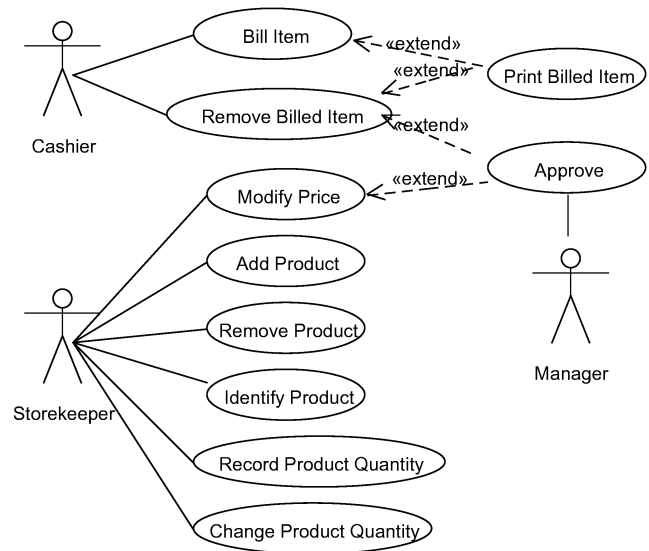 Bill Item
«extend»
Print Billed Item
«extend»
Cashier
Remove Billed Item
«extend»
Approve
«extend»
Modify Price
Add Product
Remove Product
Manager
Identify Product
Storekeeper
Record Product Quantity
Change Product Quantity